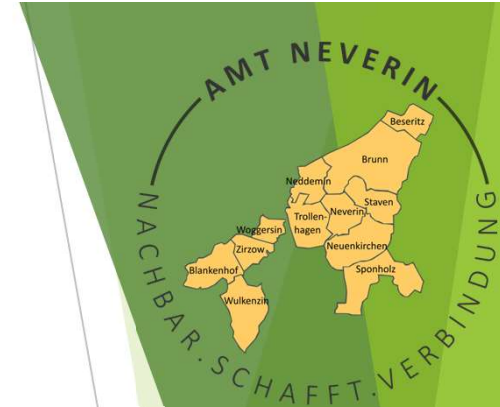 AMT NEVERIN
Beseritz
Brunn
Neddemin
Staven
Neverin
Trollen-
hagen
Woggersin
Neuenkirchen
Zirzow
Sponholz
Blankenhof
Wulkenzin
NACHBAR.SCHAFFT.VERBINDUNG